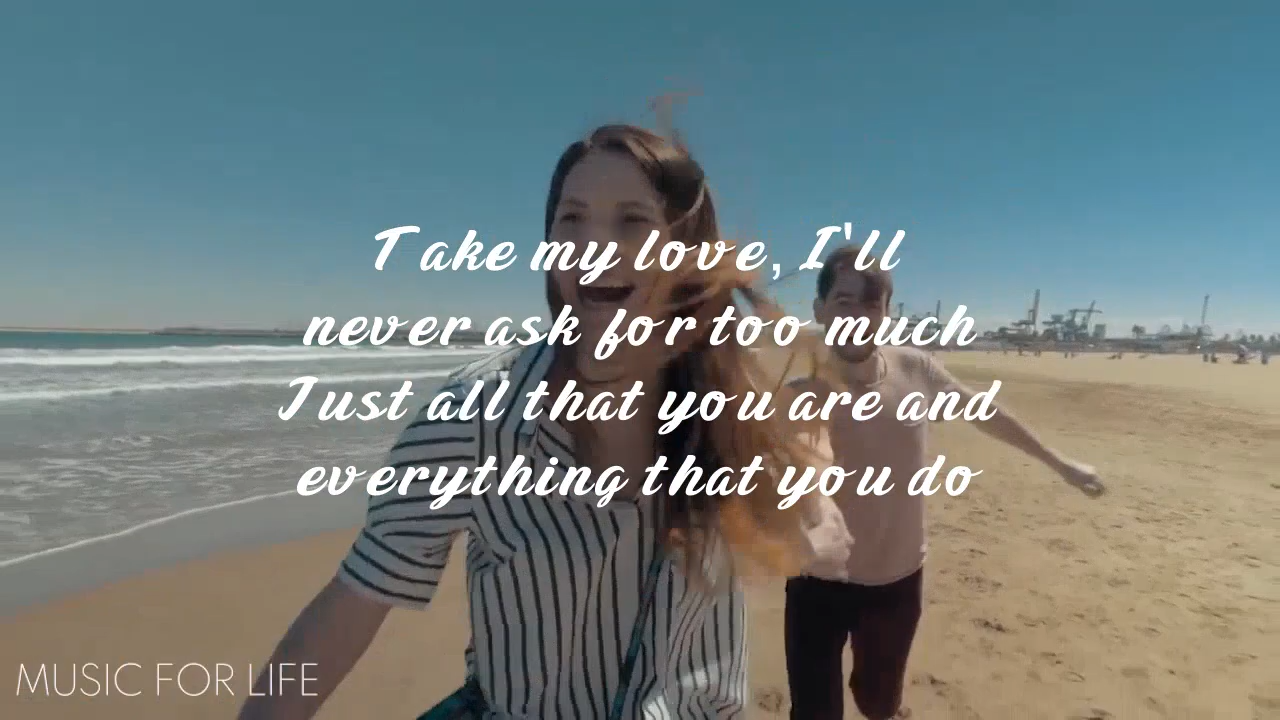 Take my love, I'll
never ask for too much
Just all that you are and
everything that you do
MUSIC FOR LIFE